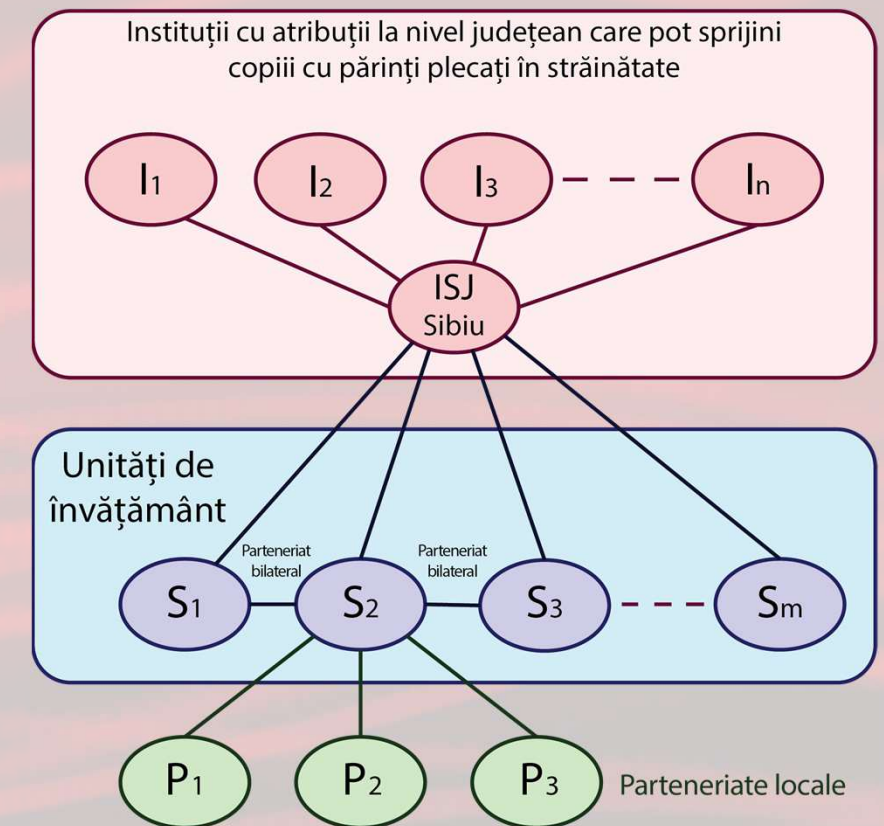 Instituții cu atribuții la nivel județean care pot sprijini
copiii cu părinți plecați în străinătate
I1 I2 I3 In
ISJ
Sibiu
Unități de
învățământ
Parteneriat
bilateral
Parteneriat
bilateral
S1 S2 S3 Sm
P1 P2 P3 Parteneriate locale